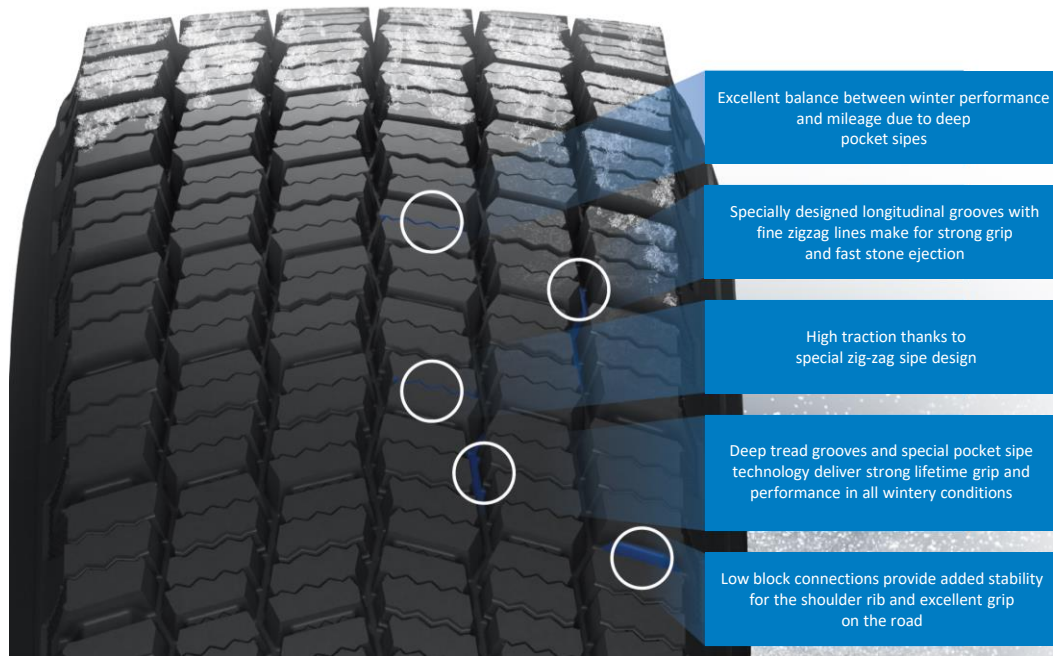 Excellent balance between winter performance
and mileage due to deep
pocket sipes
Specially designed longitudinal grooves with
fine zigzag lines make for strong grip
and fast stone ejection
High traction thanks to
special zig-zag sipe design
Deep tread grooves and special pocket sipe
technology deliver strong lifetime grip and
performance in all wintery conditions
Low block connections provide added stability
for the shoulder rib and excellent grip
on the road